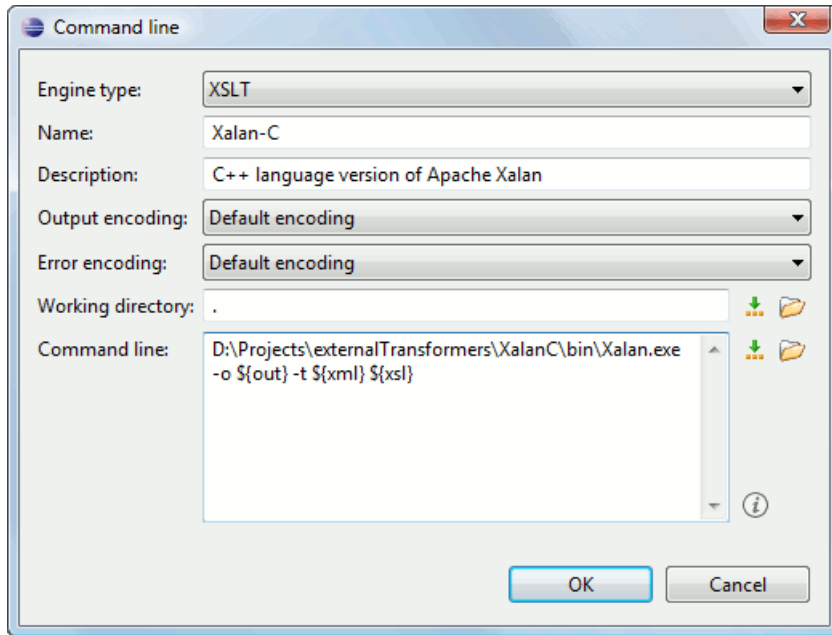 Command line
Engine type: XSLT
Name: Xalan-C
Description: C++ language version of Apache Xalan
Output encoding: Default encoding
Error encoding: Default encoding
Working directory: .
Command line: D:\Projects\externalTransformers\XalanC\bin\Xalan.exe
-o ${out} -t ${xml} ${xsl}
OK Cancel